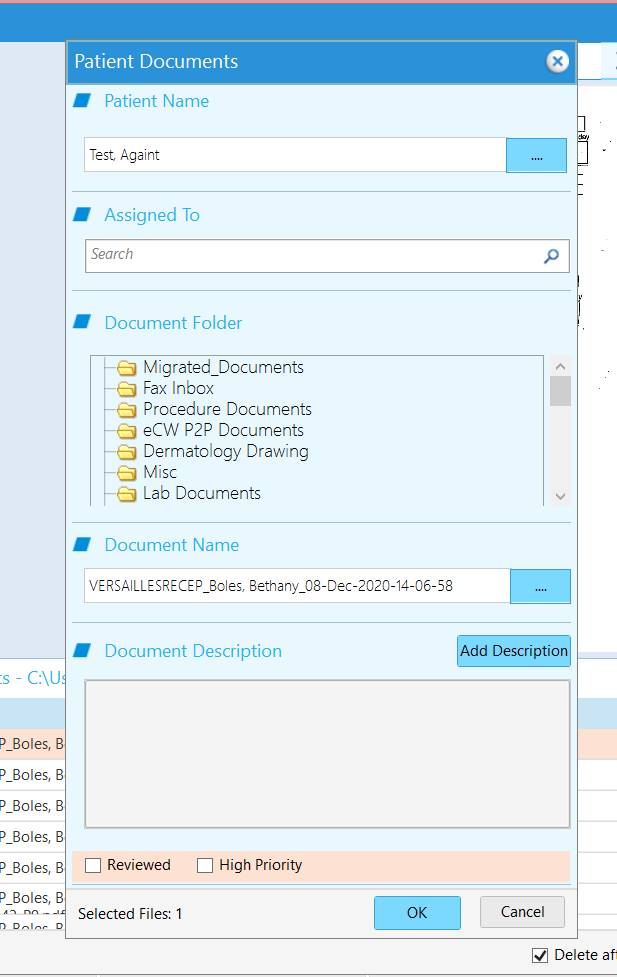 Patient Documents
Patient Name
Test, Againt
....
Assigned To
Search
Document Folder
Migrated_Documents
Fax Inbox
Procedure Documents
eCW P2P Documents
Dermatology Drawing
Misc
Lab Documents
Document Name
VERSAILLESRECEP_Boles, Bethany_08-Dec-2020-14-06-58
....
Document Description
Add Description
ts - C:\Us
P_Boles, B
P_Boles, B
P_Boles, B
P_Boles, B
P_Boles, B
P_Boles, B
P_Boles, B
Reviewed
High Priority
Selected Files: 1
OK
Cancel
Delete aft